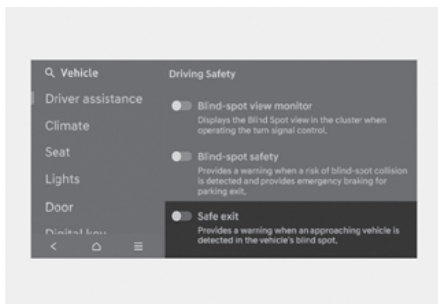 Vehicle
Driver assistance
Climate
Seat
Lights
Door
Digital key
Driving Safety
Blind-spot view monitor
Displays the Blind Spot view in the cluster when
operating the turn signal control.
Blind-spot safety
Provides a warning when a risk of blind-spot collision
is detected and provides emergency braking for
parking exit.
Safe exit
Provides a warning when an approaching vehicle is
detected in the vehicle's blind spot.